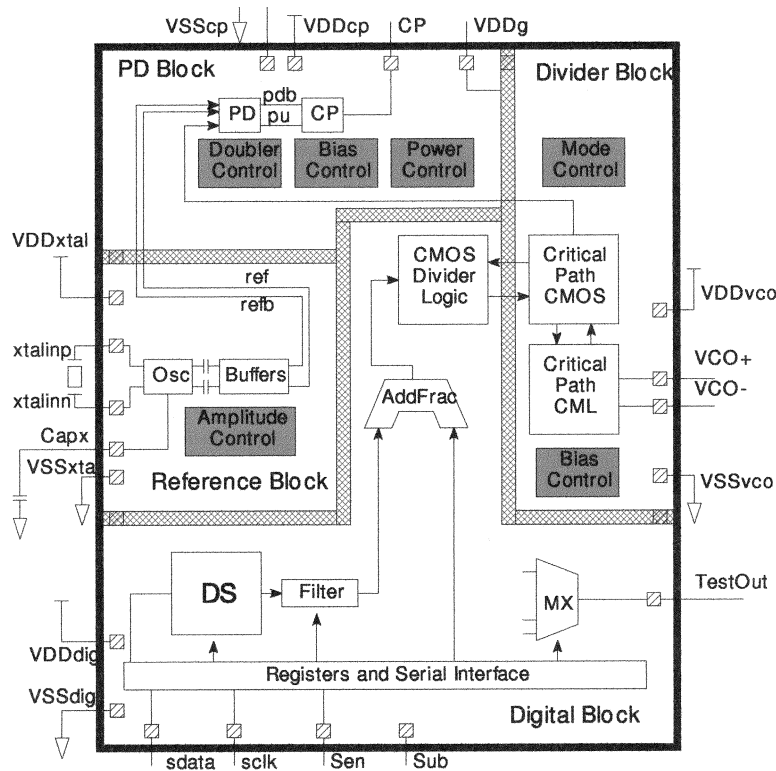 VSScp
VDDcp
CP
VDDg
PD Block
Divider Block
pdb
PD
CP
pu
Doubler
Control
Bias
Control
Power
Control
Mode
Control
VDDxtal
CMOS
Divider
Logic
Critical
Path
CMOS
ref
refb
VDDvco
xtalinp
Osc
Buffers
Critical
Path
CML
VCO+
VCO-
xtalinn
AddFrac
Capx
Amplitude
Control
VSSxta
Reference Block
Bias
Control
VSSvco
DS
Filter
MX
TestOut
VDDdig
Registers and Serial Interface
VSSdig
Digital Block
sdata
sclk
Sen
Sub